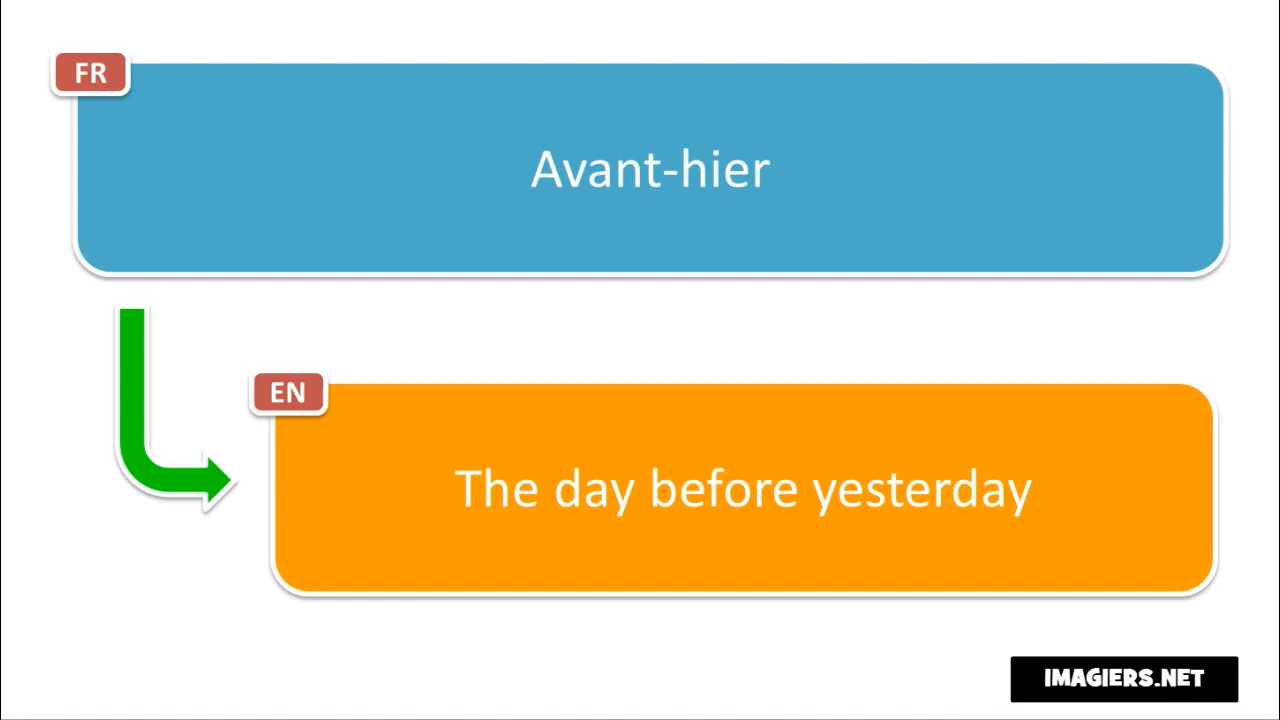 FR
Avant-hier
EN
The day before yesterday
IMAGIERS.NET